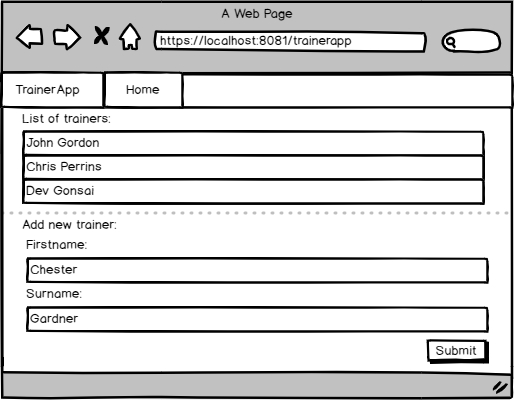 A Web Page
https://localhost:8081/trainerapp
TrainerApp Home
List of trainers:
John Gordon
Chris Perrins
Dev Gonsai
Add new trainer:
Firstname:
Chester
Surname:
Gardner
Submit